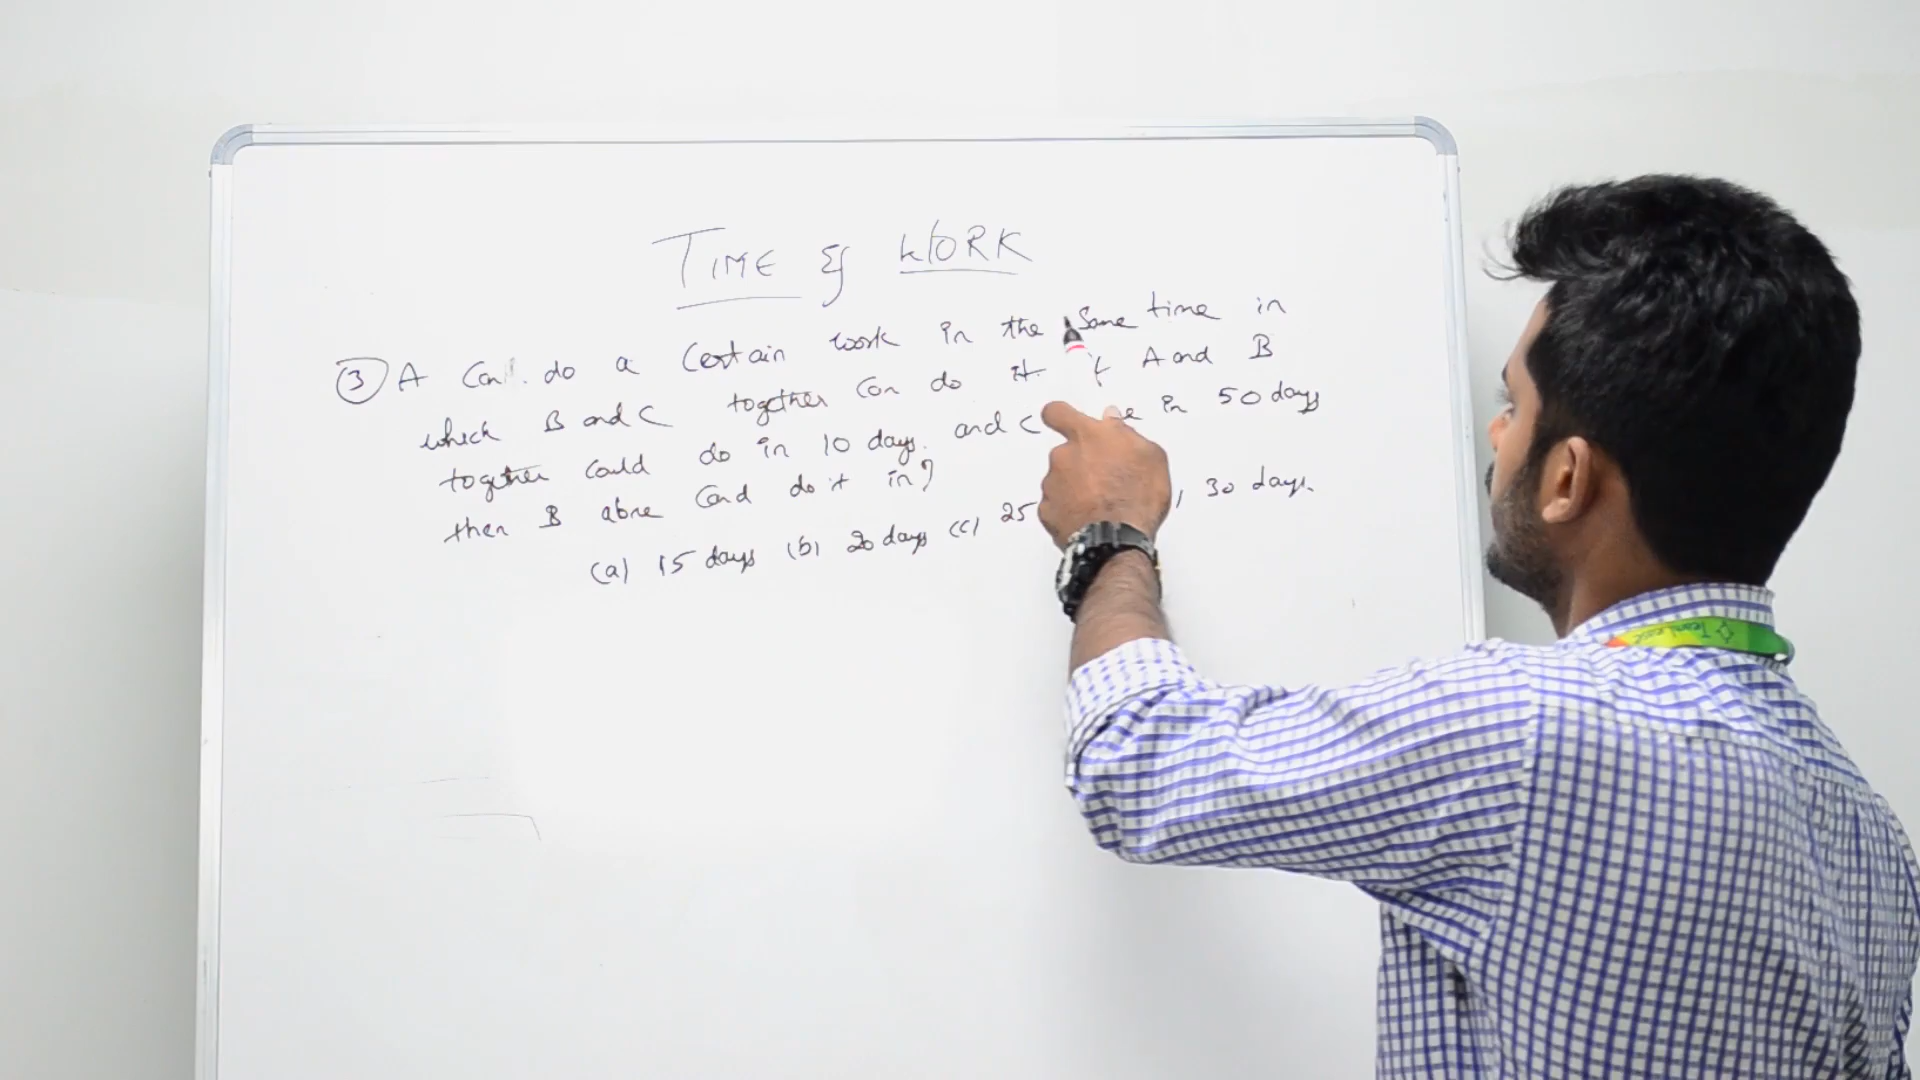 TIME & WORK
③ A can do a certain work in the same time in
which B and C together can do it. If A and B
together could do in 10 days. and C in 50 days
then B alone could do it in?
(a) 15 days (b) 20 days (c) 25 30 days.
TeamLease